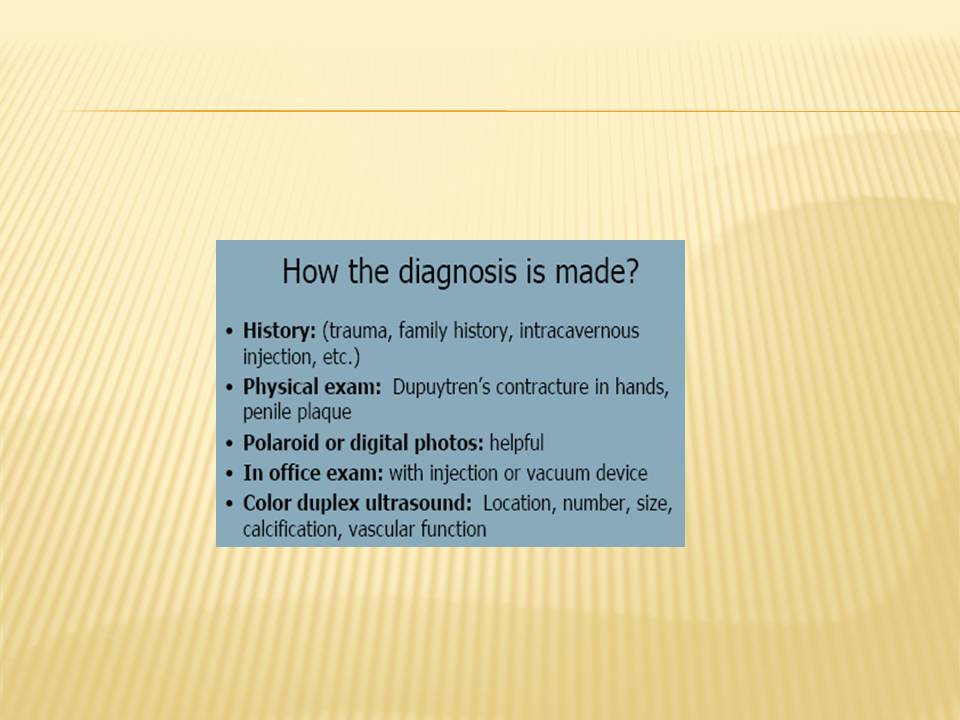 How the diagnosis is made?
• History: (trauma, family history, intracavernous
injection, etc.)
• Physical exam: Dupuytren's contracture in hands,
penile plaque
• Polaroid or digital photos: helpful
• In office exam: with injection or vacuum device
• Color duplex ultrasound: Location, number, size,
calcification, vascular function